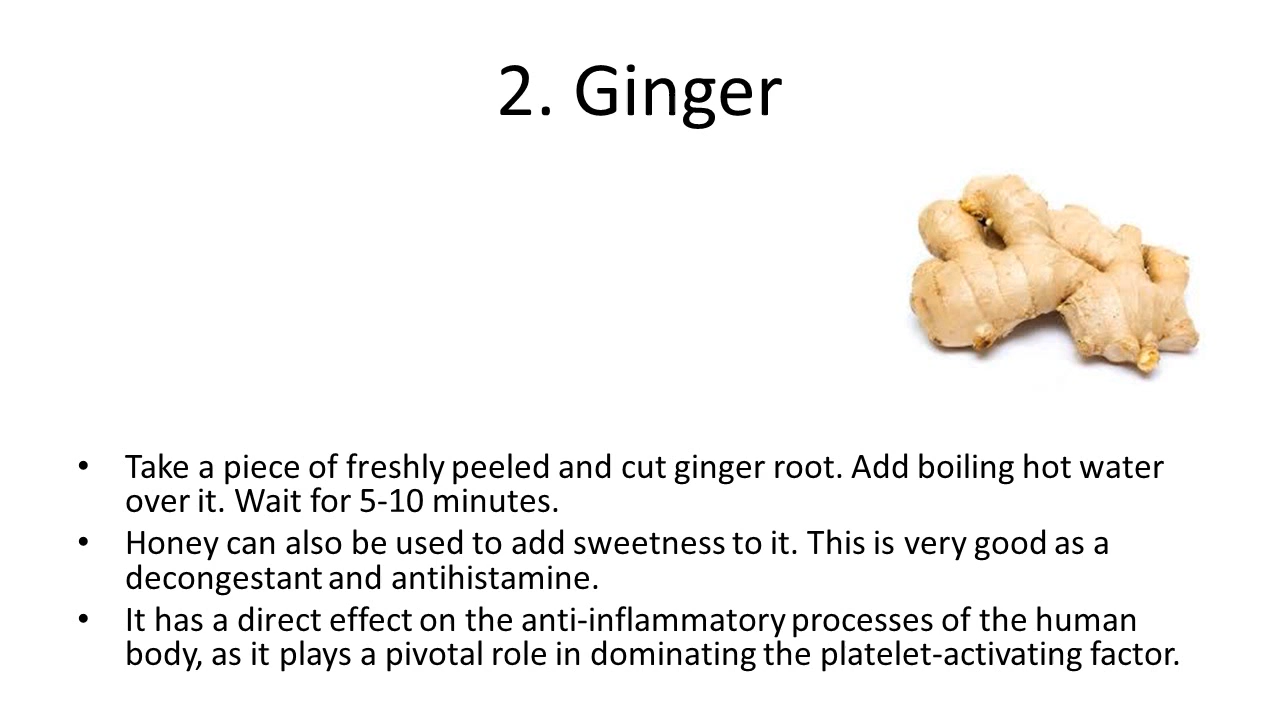 2. Ginger
• Take a piece of freshly peeled and cut ginger root. Add boiling hot water
over it. Wait for 5-10 minutes.
• Honey can also be used to add sweetness to it. This is very good as a
decongestant and antihistamine.
• It has a direct effect on the anti-inflammatory processes of the human
body, as it plays a pivotal role in dominating the platelet-activating factor.